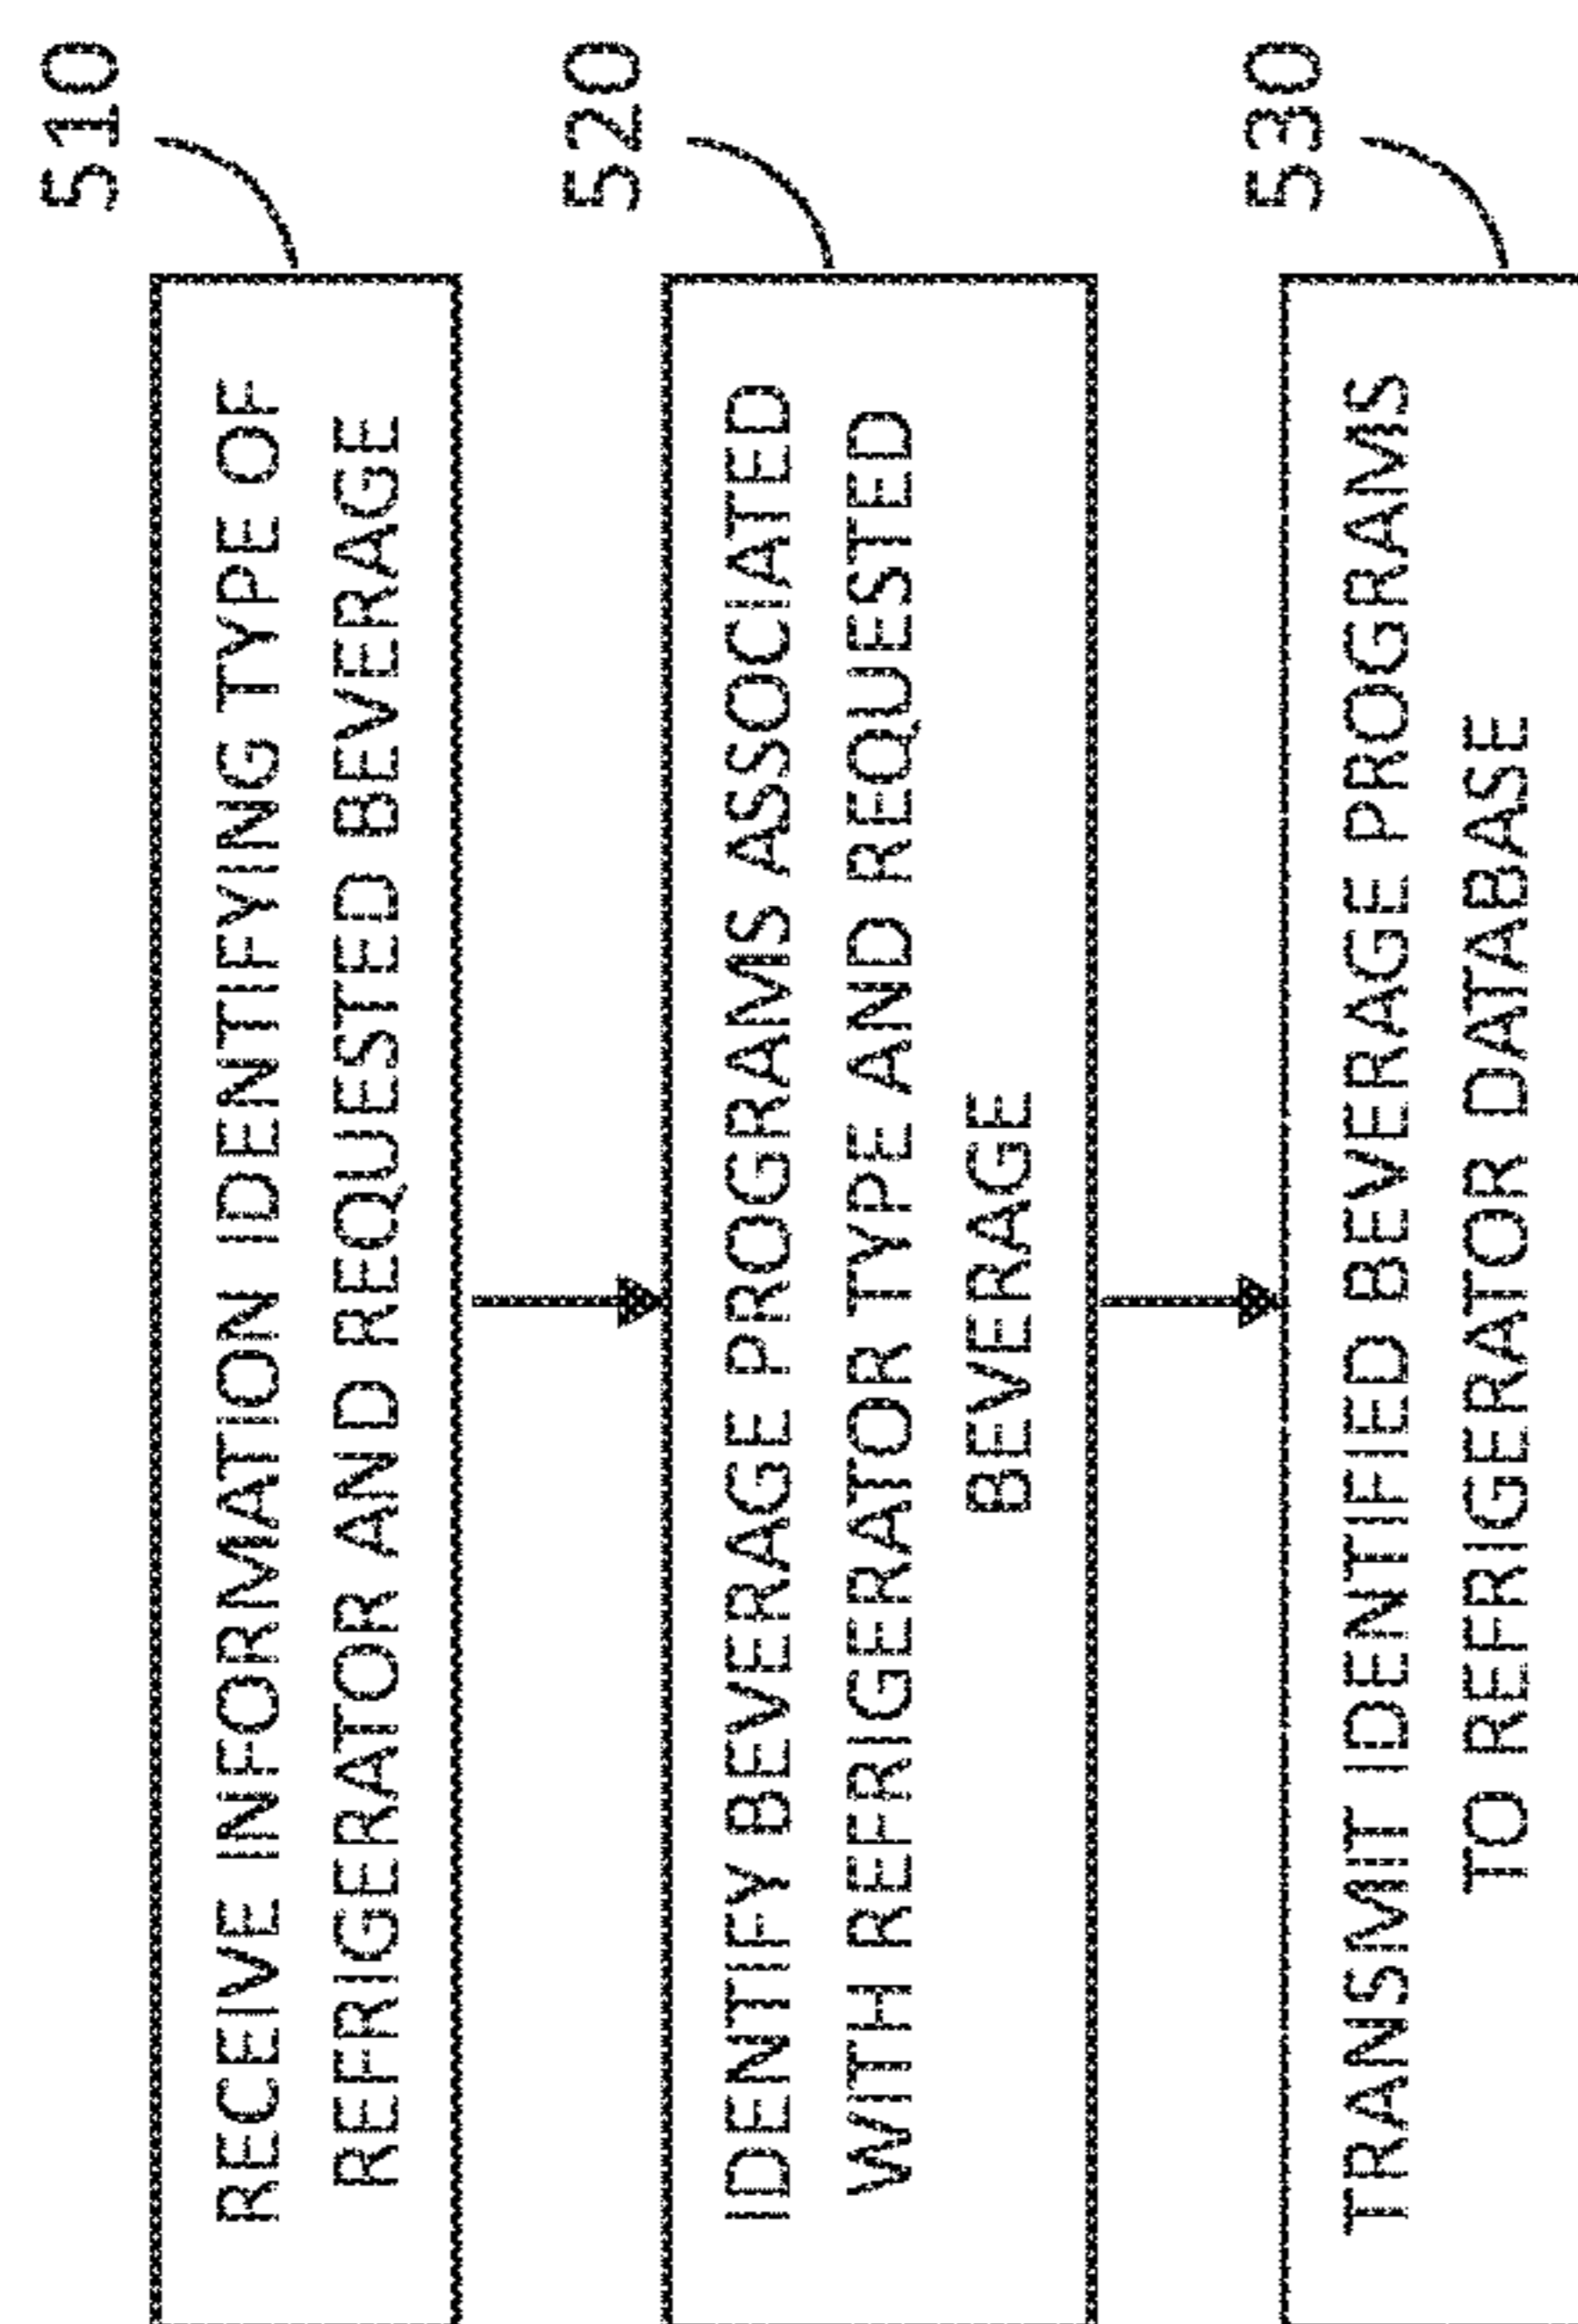 510
RECEIVE INFORMATION IDENTIFYING TYPE OF
REFRIGERATOR AND REQUESTED BEVERAGE
520
IDENTIFY BEVERAGE PROGRAMS ASSOCIATED
WITH REFRIGERATOR TYPE AND REQUESTED
BEVERAGE
530
TRANSMIT IDENTIFIED BEVERAGE PROGRAMS
TO REFRIGERATOR DATABASE